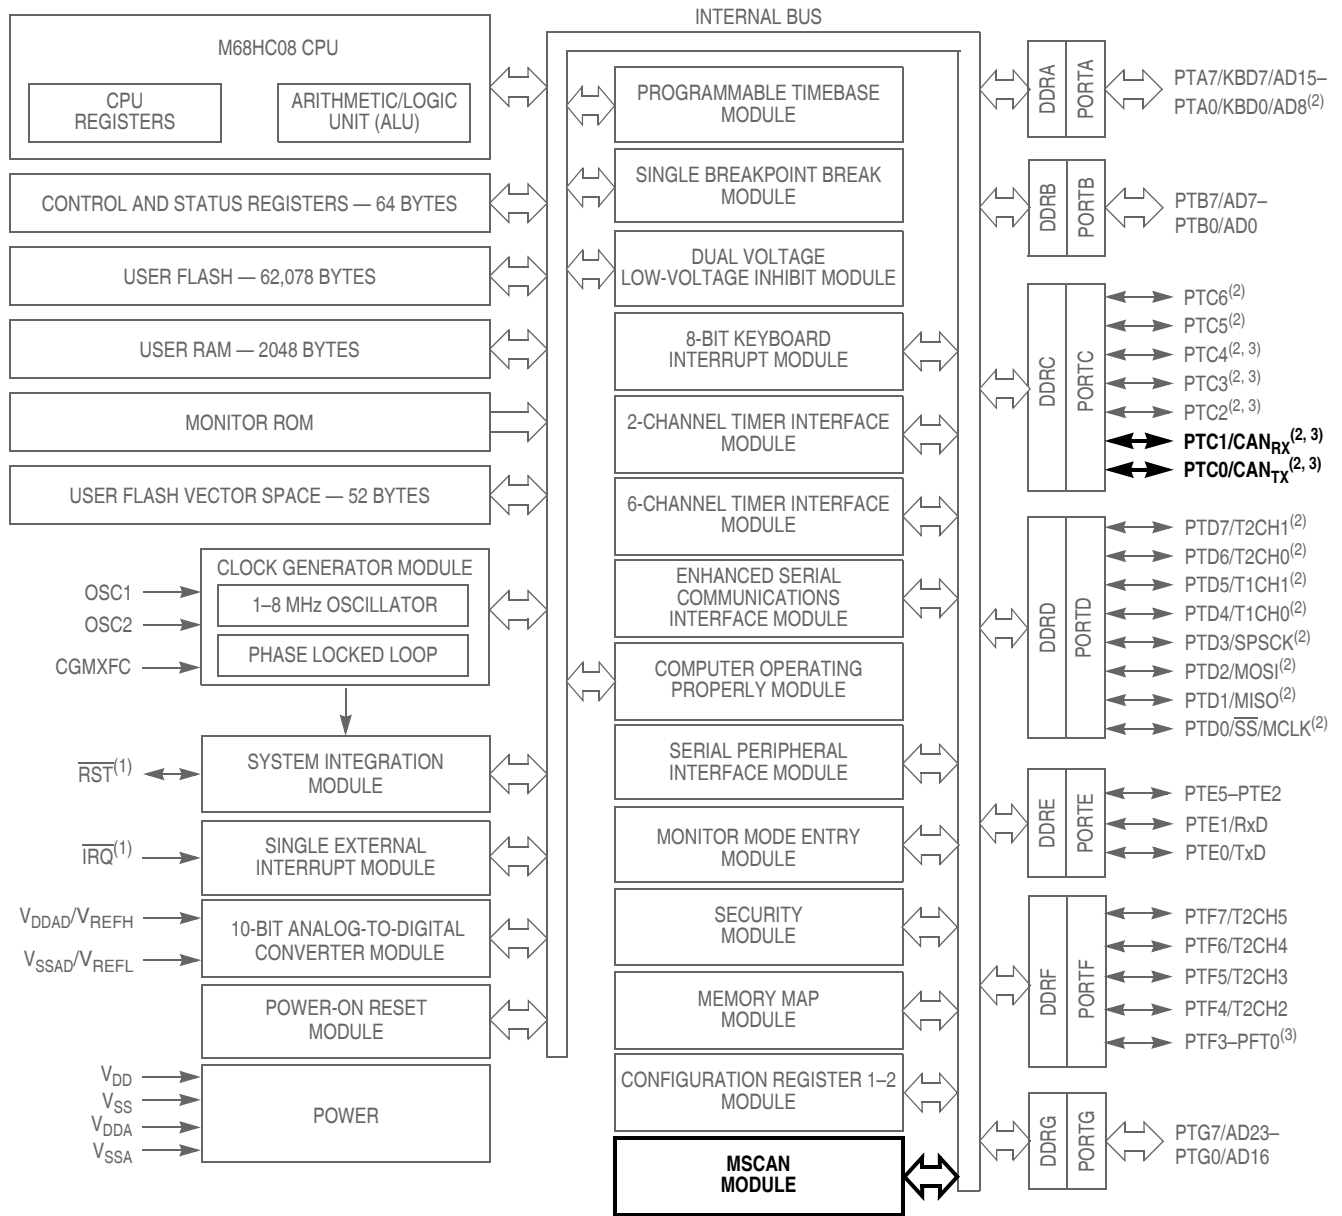 INTERNAL BUS
M68HC08 CPU
CPU
REGISTERS
ARITHMETIC/LOGIC
UNIT (ALU)
CONTROL AND STATUS REGISTERS — 64 BYTES
USER FLASH — 62,078 BYTES
USER RAM — 2048 BYTES
MONITOR ROM
USER FLASH VECTOR SPACE — 52 BYTES
CLOCK GENERATOR MODULE
1–8 MHz OSCILLATOR
PHASE LOCKED LOOP
OSC1
OSC2
CGMXFC
SYSTEM INTEGRATION
MODULE
RST(1)
SINGLE EXTERNAL
INTERRUPT MODULE
IRQ(1)
10-BIT ANALOG-TO-DIGITAL
CONVERTER MODULE
VDDAD/VREFH
VSSAD/VREFL
POWER-ON RESET
MODULE
POWER
VDD
VSS
VDDA
VSSA
PROGRAMMABLE TIMEBASE
MODULE
SINGLE BREAKPOINT BREAK
MODULE
DUAL VOLTAGE
LOW-VOLTAGE INHIBIT MODULE
8-BIT KEYBOARD
INTERRUPT MODULE
2-CHANNEL TIMER INTERFACE
MODULE
6-CHANNEL TIMER INTERFACE
MODULE
ENHANCED SERIAL
COMMUNICATIONS
INTERFACE MODULE
COMPUTER OPERATING
PROPERLY MODULE
SERIAL PERIPHERAL
INTERFACE MODULE
MONITOR MODE ENTRY
MODULE
SECURITY
MODULE
MEMORY MAP
MODULE
CONFIGURATION REGISTER 1–2
MODULE
MSCAN
MODULE
DDRA
PORTA
PTA7/KBD7/AD15–
PTA0/KBD0/AD8(2)
DDRB
PORTB
PTB7/AD7–
PTB0/AD0
DDRC
PORTC
PTC6(2)
PTC5(2)
PTC4(2, 3)
PTC3(2, 3)
PTC2(2, 3)
PTC1/CANRX(2, 3)
PTC0/CANTX(2, 3)
DDRD
PORTD
PTD7/T2CH1(2)
PTD6/T2CH0(2)
PTD5/T1CH1(2)
PTD4/T1CH0(2)
PTD3/SPSCK(2)
PTD2/MOSI(2)
PTD1/MISO(2)
PTD0/SS/MCLK(2)
DDRE
PORTE
PTE5–PTE2
PTE1/RxD
PTE0/TxD
DDRF
PORTF
PTF7/T2CH5
PTF6/T2CH4
PTF5/T2CH3
PTF4/T2CH2
PTF3–PFT0(3)
DDRG
PORTG
PTG7/AD23–
PTG0/AD16